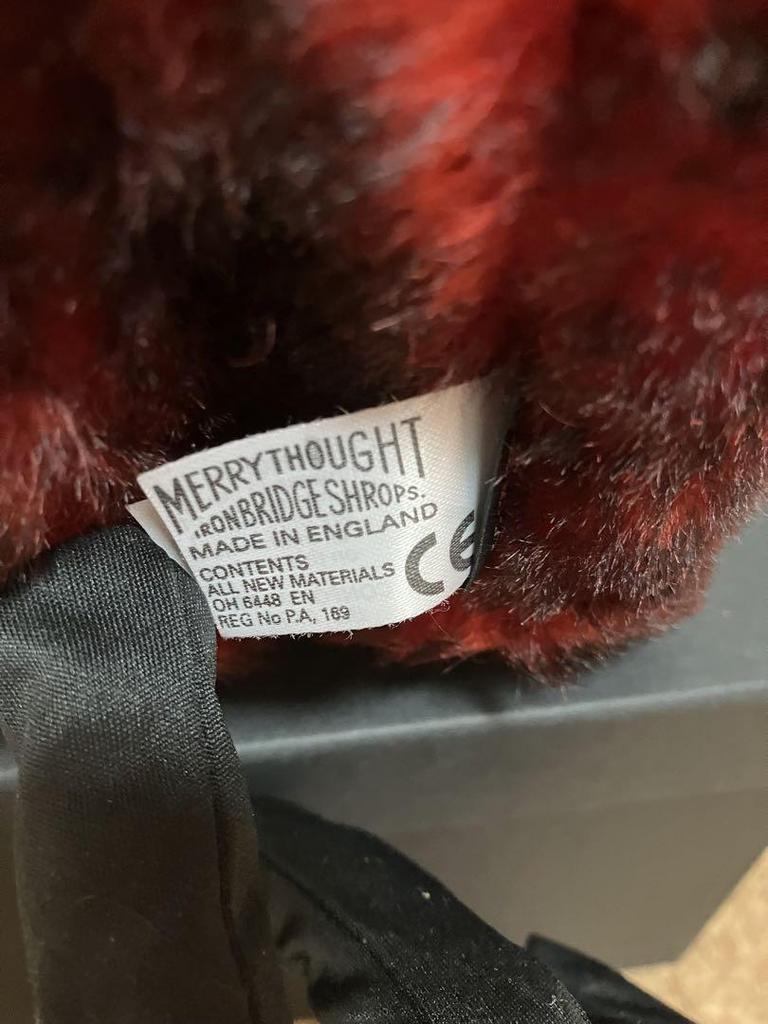 MERRYTHOUGHT
IRONBRIDGE SHROPS.
MADE IN ENGLAND
CONTENTS
ALL NEW MATERIALS
OH 6448 EN
REG No P.A, 169
CE